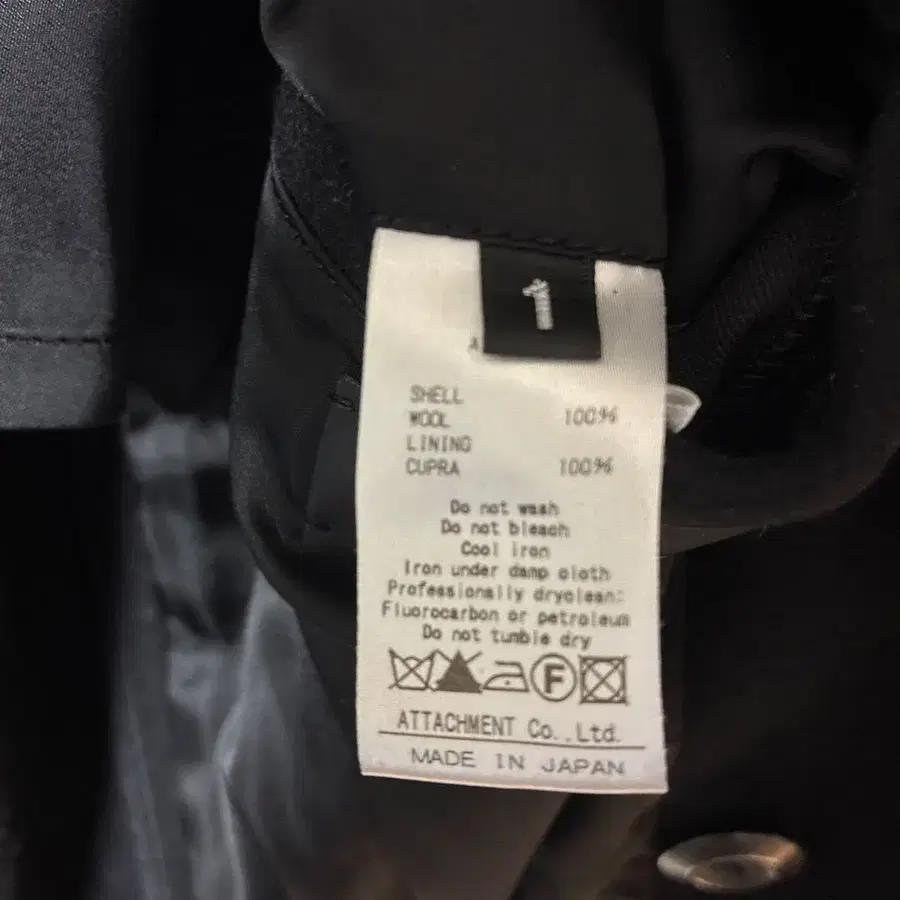 1
A
SHELL
WOOL 100%
LINING
CUPRA 100%
Do not wash
Do not bleach
Cool iron
Iron under damp cloth
Professionally dryclean:
Fluorocarbon or petroleum
Do not tumble dry
F
ATTACHMENT Co.,Ltd.
MADE IN JAPAN